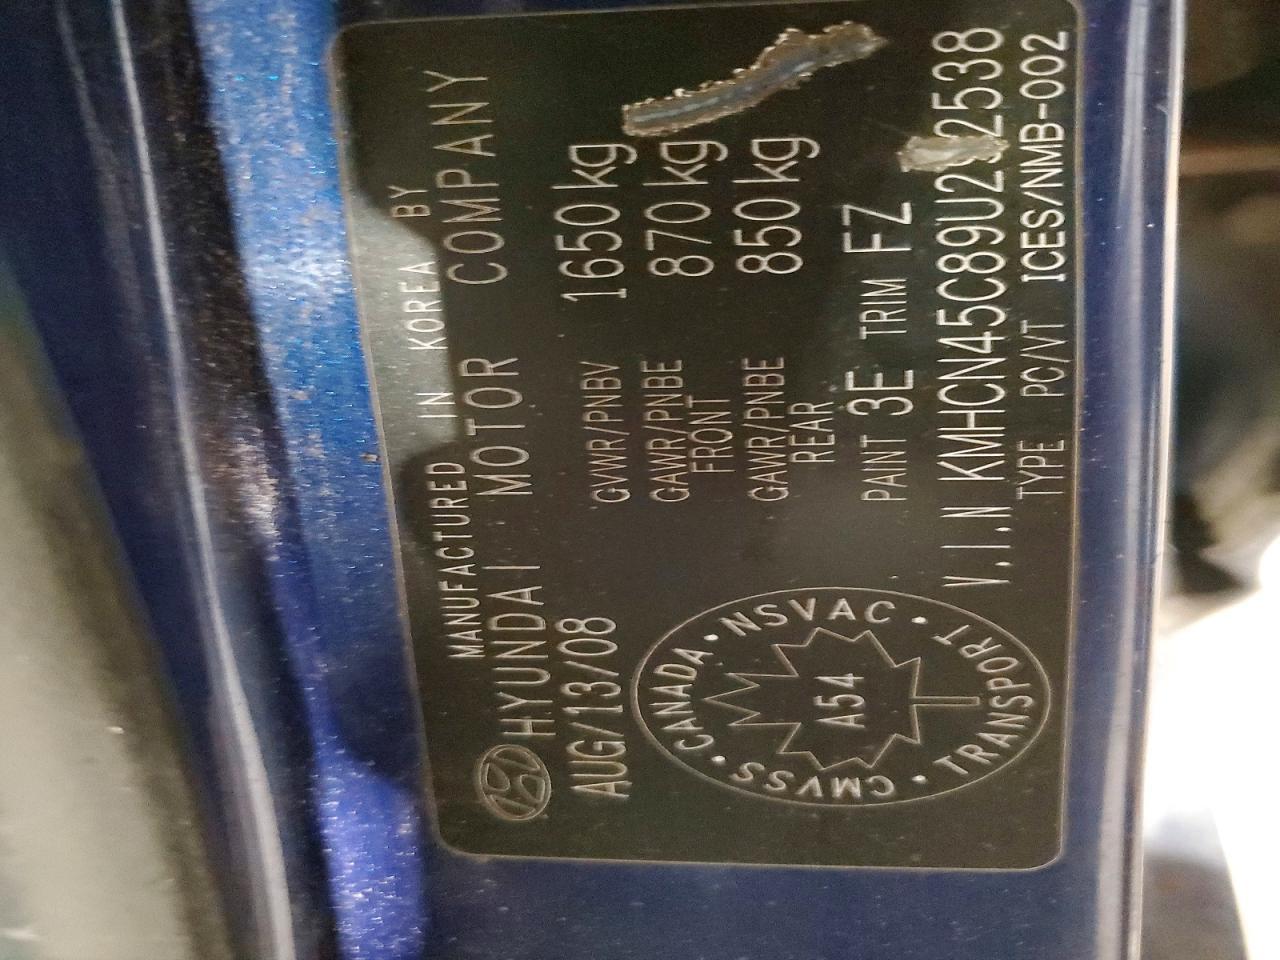 MANUFACTURED IN KOREA BY
HYUNDAI MOTOR COMPANY
AUG/13/08
GVWR/PNBV 1650kg
GAWR/PNBE 870kg
FRONT
GAWR/PNBE 850kg
REAR
PAINT 3E TRIM FZ
V.I.N KMHCN45C89U292538
TYPE PC/VT ICES/NMB-002
CANADA • NSVAC • TRANSPORT • CMVSS •
A54